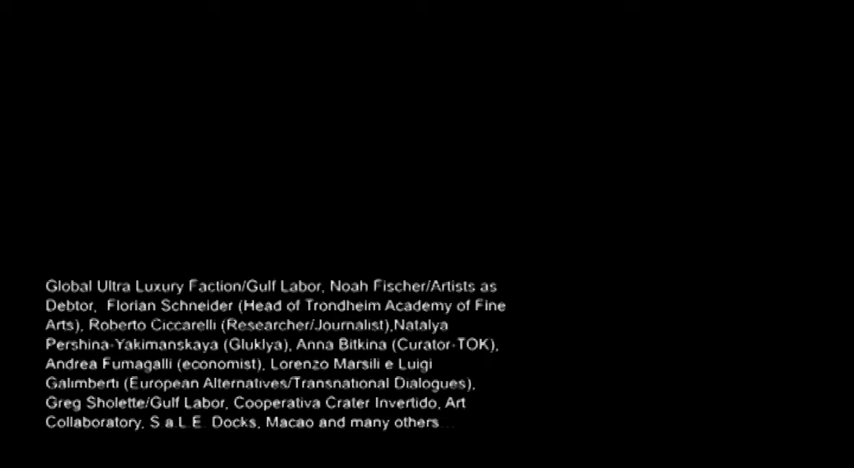 Global Ultra Luxury Faction/Gulf Labor, Noah Fischer/Artists as
Debtor, Florian Schneider (Head of Trondheim Academy of Fine
Arts), Roberto Ciccarelli (Researcher/Journalist),Natalya
Pershina-Yakimanskaya (Gluklya), Anna Bitkina (Curator-TOK),
Andrea Fumagalli (economist), Lorenzo Marsili e Luigi
Galimberti (European Alternatives/Transnational Dialogues),
Greg Sholette/Gulf Labor, Cooperativa Crater Invertido, Art
Collaboratory, S.a.L.E. Docks, Macao and many others...